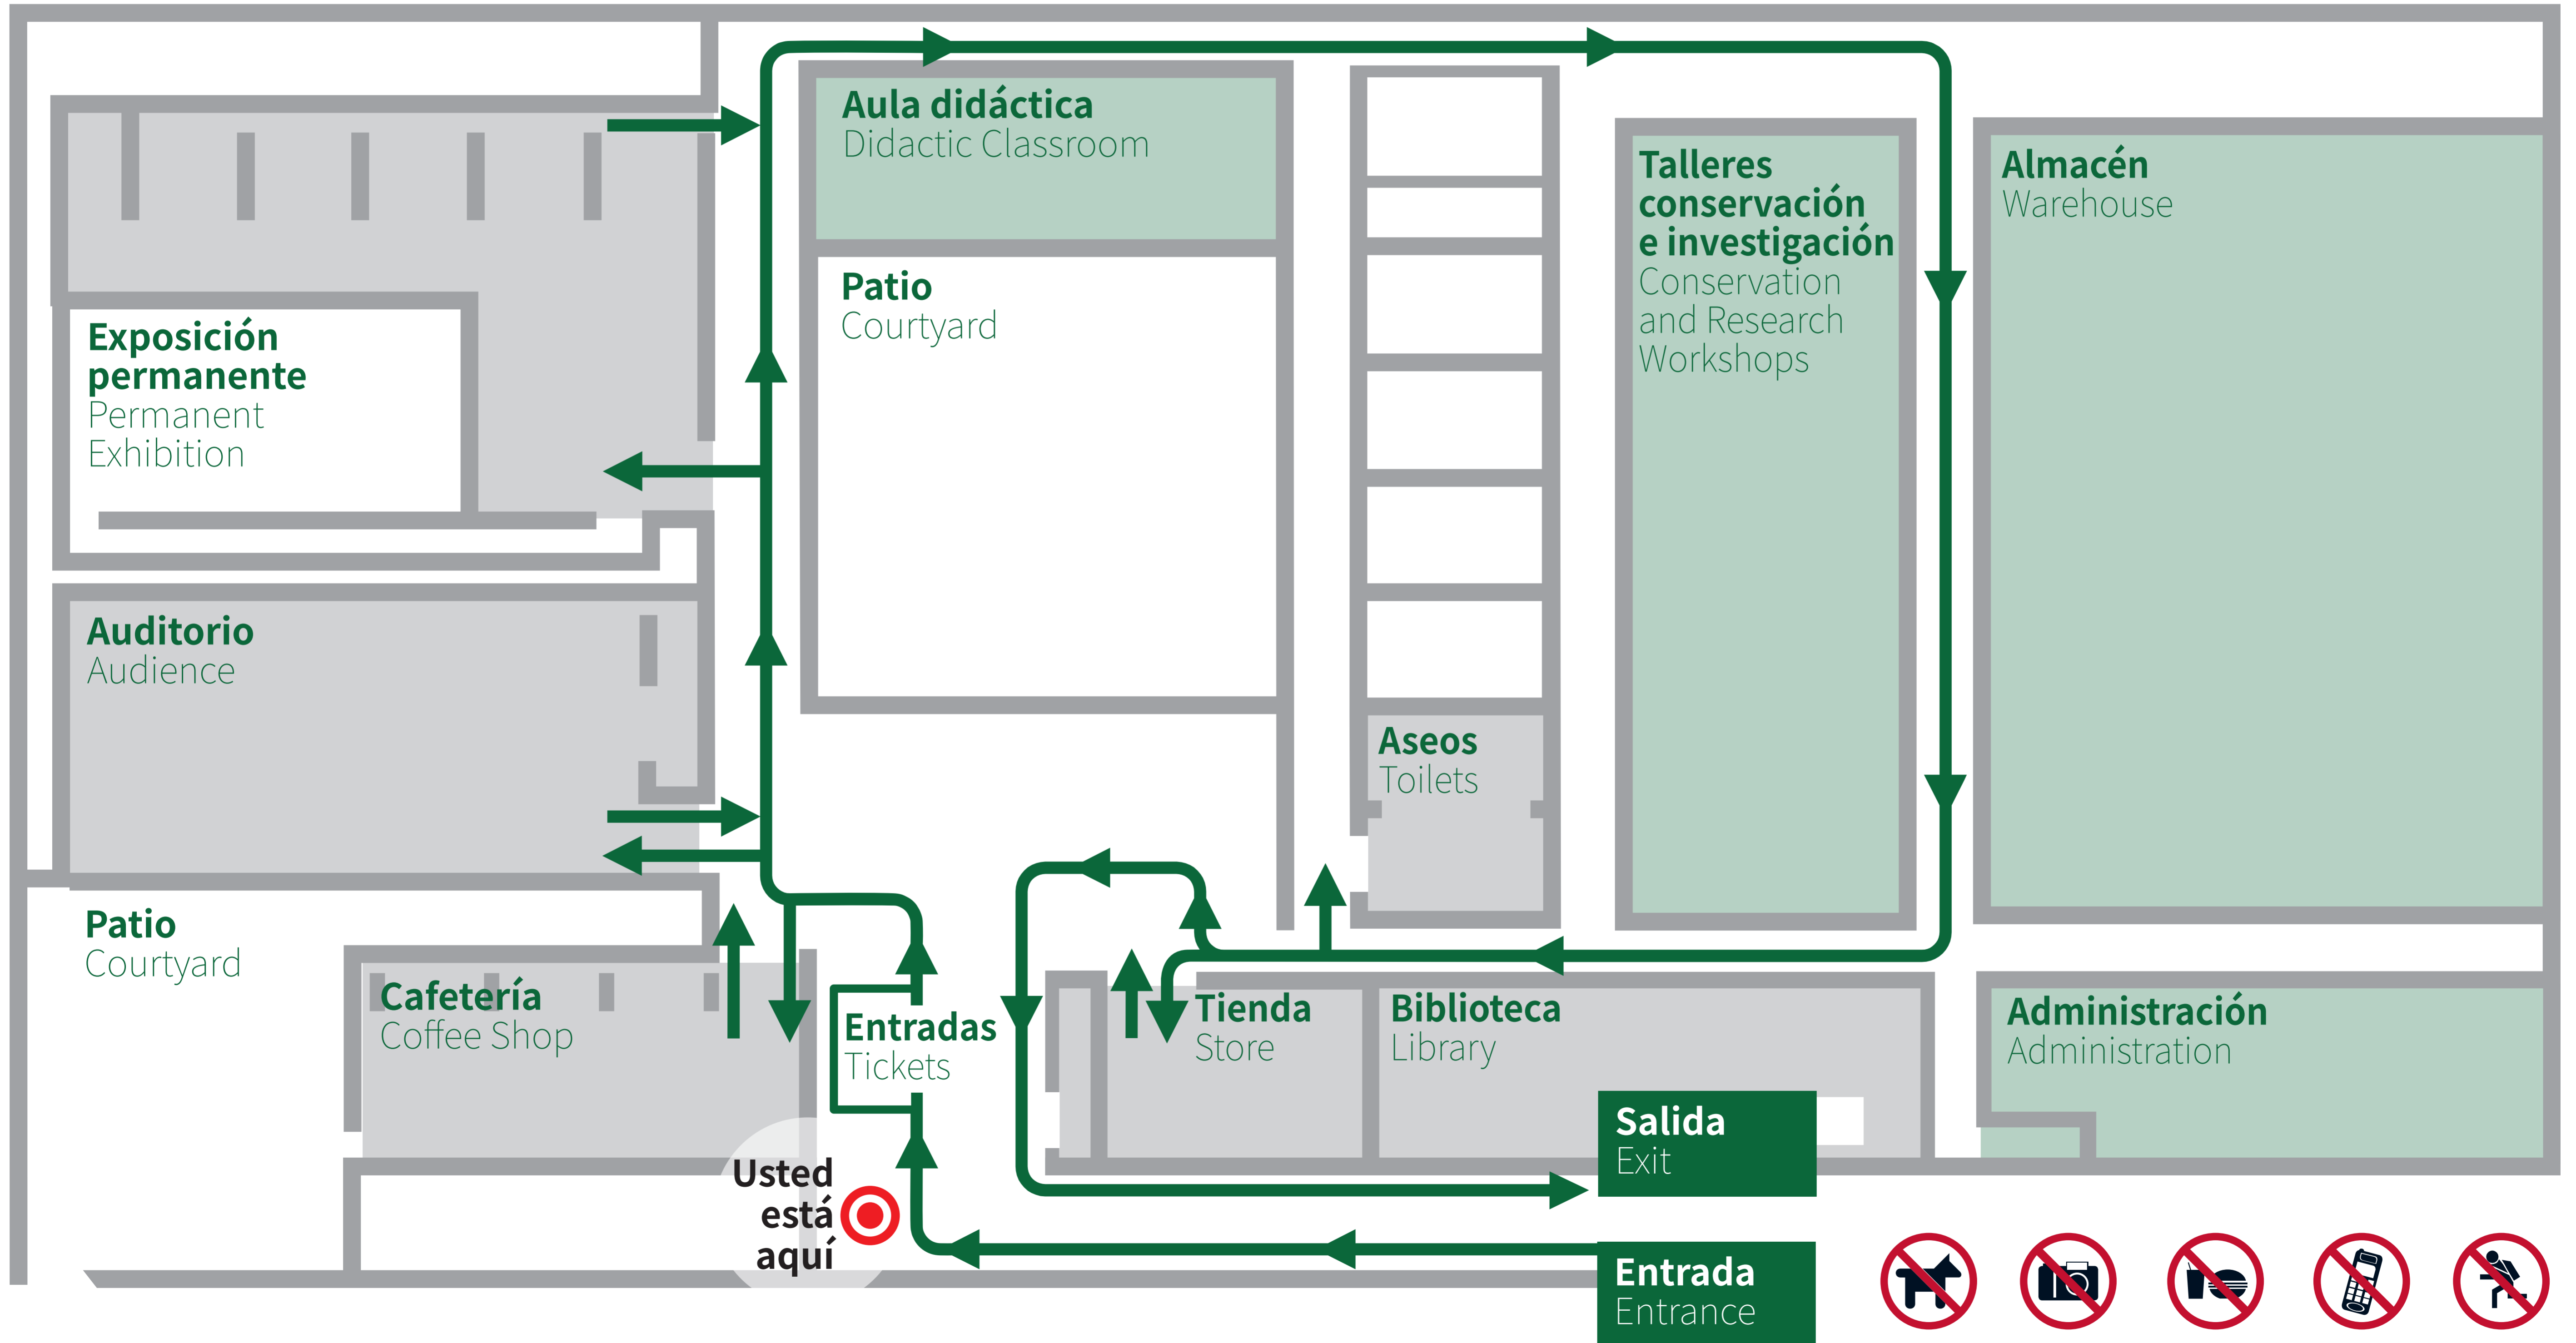 Aula didáctica
Didactic Classroom
Talleres
conservación
e investigación
Conservation
and Research
Workshops
Almacén
Warehouse
Patio
Courtyard
Exposición
permanente
Permanent
Exhibition
Auditorio
Audience
Aseos
Toilets
Patio
Courtyard
Cafetería
Coffee Shop
Entradas
Tickets
Tienda
Store
Biblioteca
Library
Administración
Administration
Salida
Exit
Usted
está
aquí
Entrada
Entrance